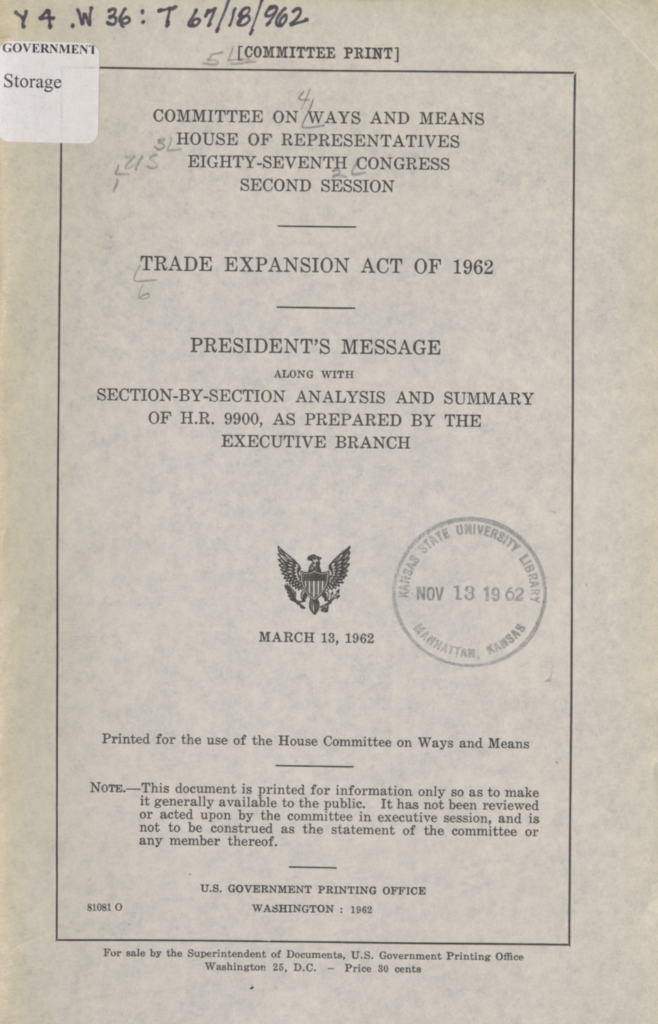 Y 4 .W 36: T 67/18/962
GOVERNMENT
Storage
[COMMITTEE PRINT]
COMMITTEE ON WAYS AND MEANS
HOUSE OF REPRESENTATIVES
EIGHTY-SEVENTH CONGRESS
SECOND SESSION
TRADE EXPANSION ACT OF 1962
PRESIDENT'S MESSAGE
ALONG WITH
SECTION-BY-SECTION ANALYSIS AND SUMMARY
OF H.R. 9900, AS PREPARED BY THE
EXECUTIVE BRANCH
KANSAS STATE UNIVERSITY LIBRARY
NOV 13 1962
MANHATTAN, KANSAS
MARCH 13, 1962
Printed for the use of the House Committee on Ways and Means
NOTE.—This document is printed for information only so as to make
it generally available to the public. It has not been reviewed
or acted upon by the committee in executive session, and is
not to be construed as the statement of the committee or
any member thereof.
U.S. GOVERNMENT PRINTING OFFICE
81081 O WASHINGTON : 1962
For sale by the Superintendent of Documents, U.S. Government Printing Office
Washington 25, D.C. – Price 30 cents